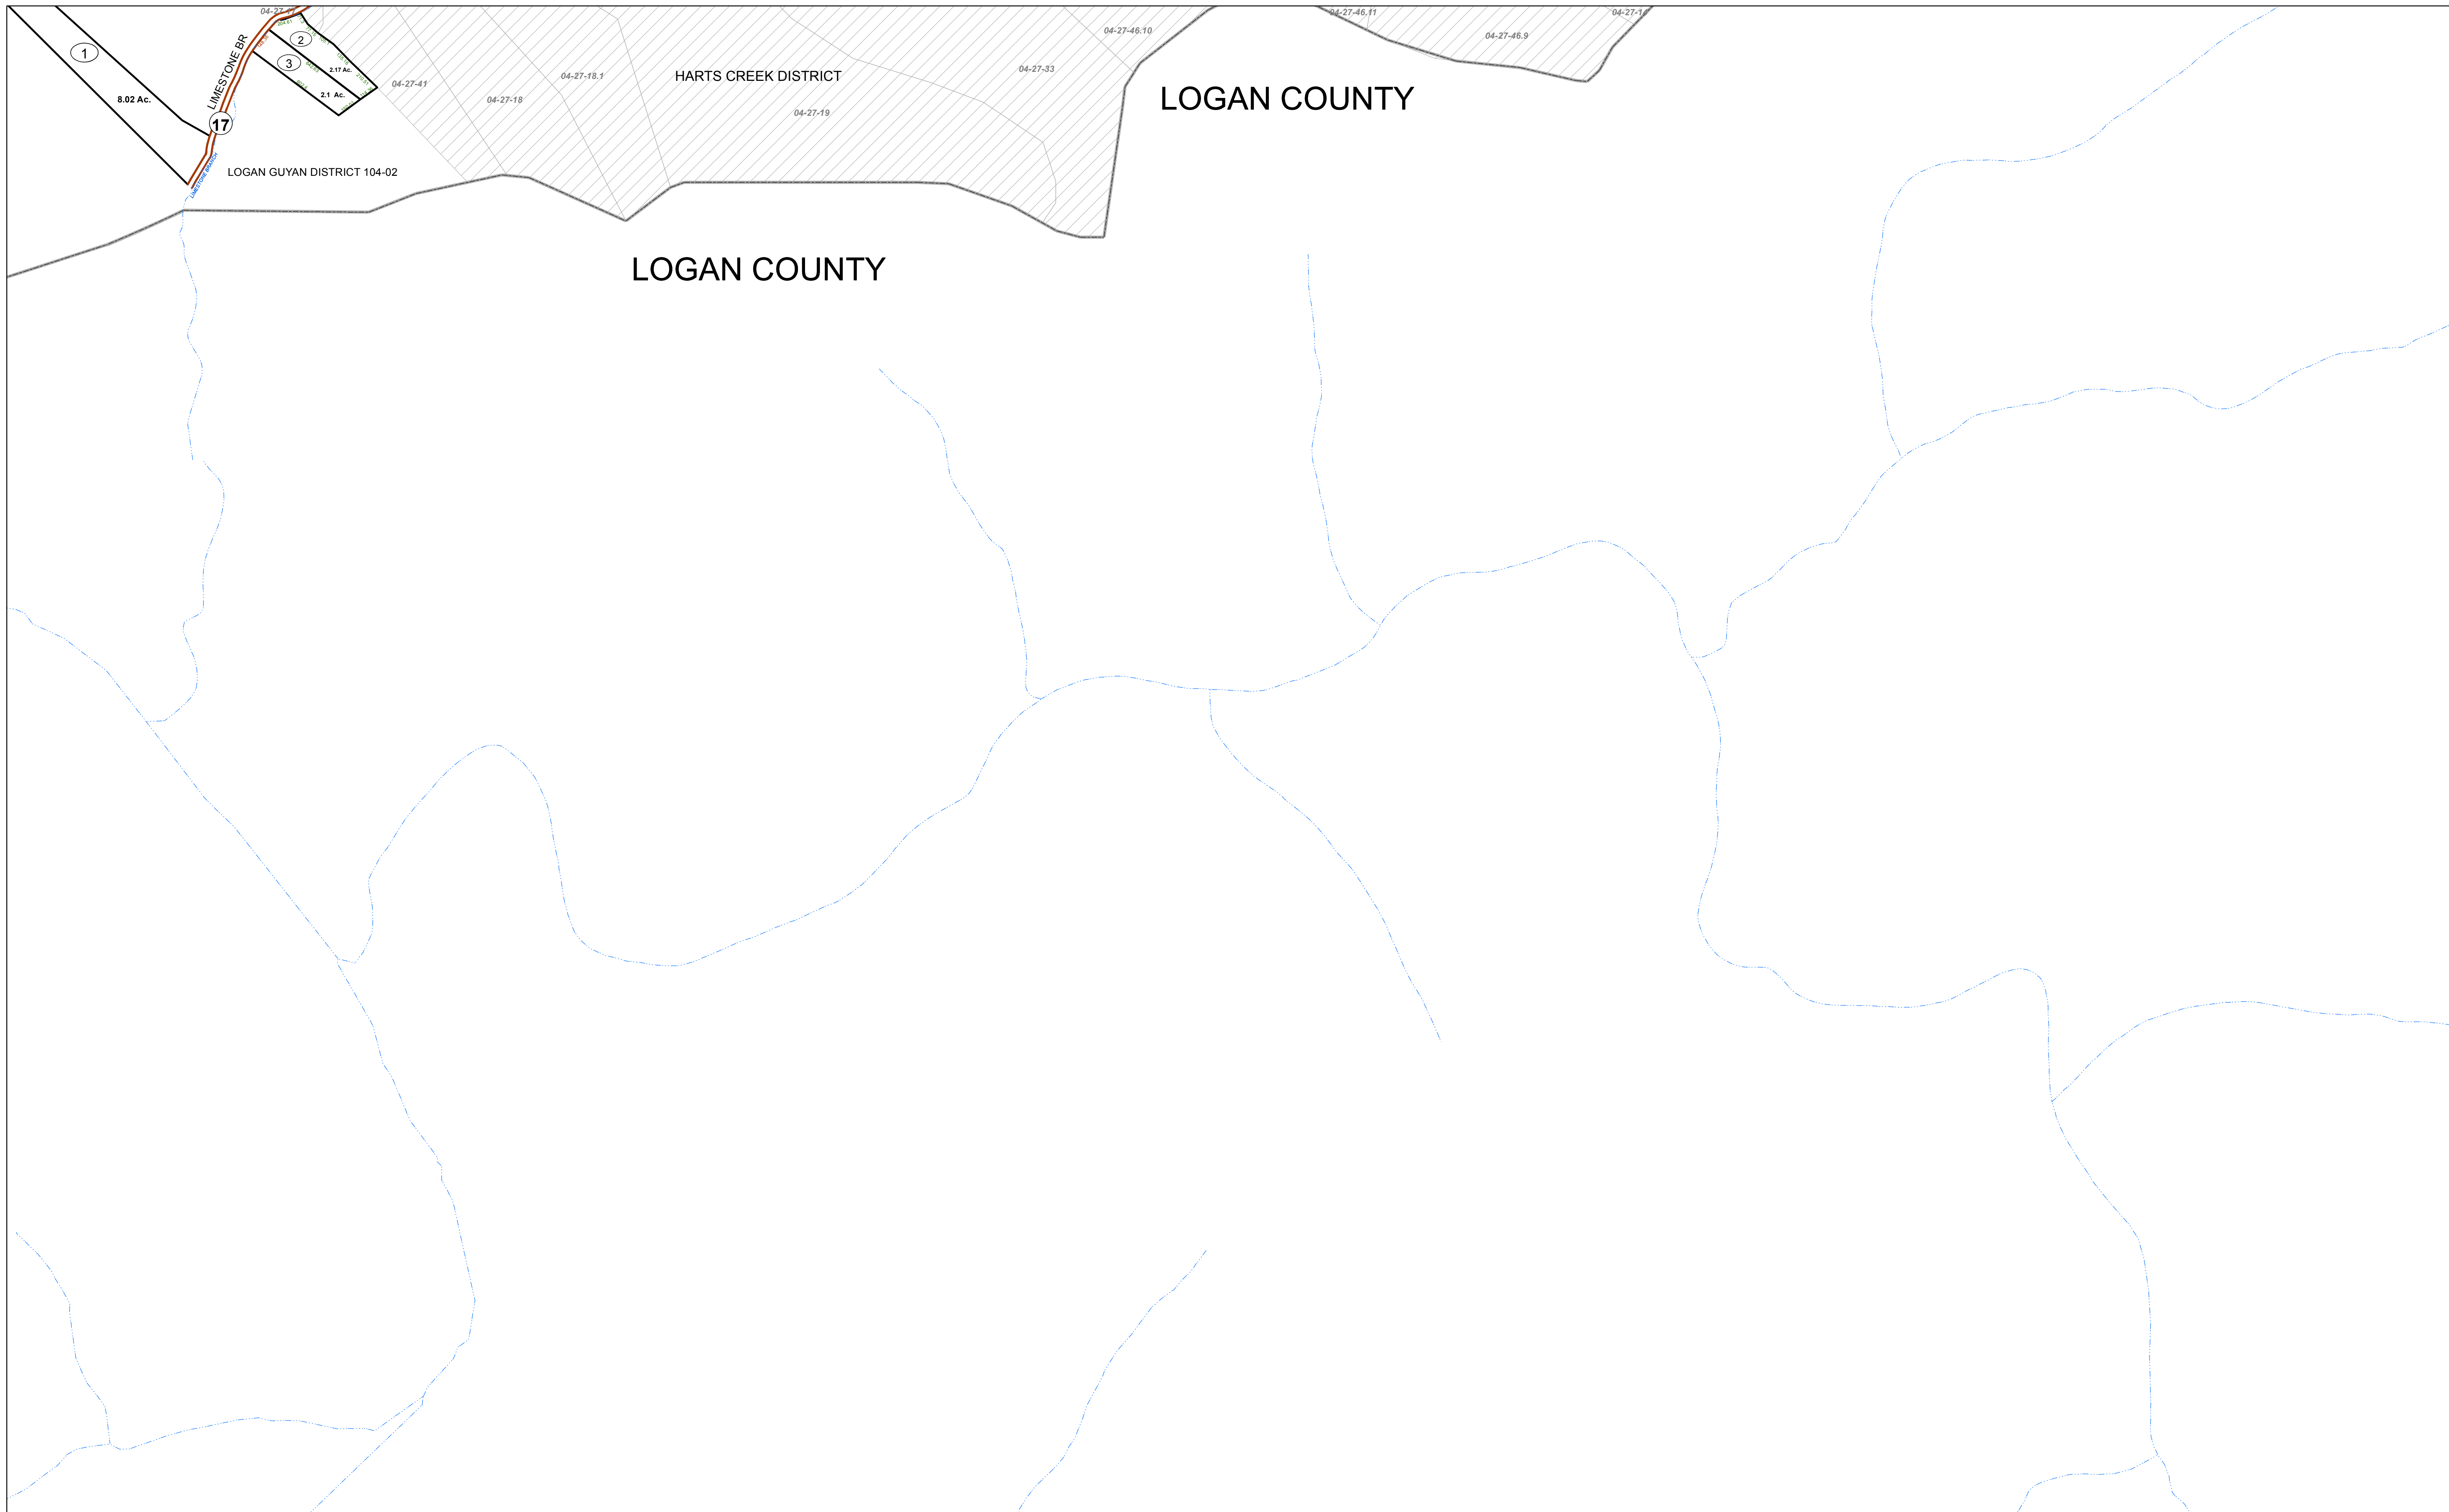 04-27-46.11
04-27-46.10
04-27-46.9
1
LIMESTONE BR
2
3
2.17 Ac.
2.1 Ac.
8.02 Ac.
17
04-27-41
04-27-18
04-27-18.1
HARTS CREEK DISTRICT
04-27-19
04-27-33
LOGAN COUNTY
LIMESTONE BRANCH
LOGAN GUYAN DISTRICT 104-02
LOGAN COUNTY